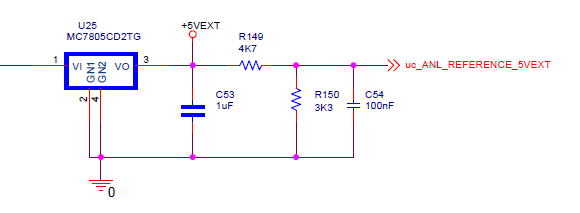 U25
MC7805CD2TG
+5VEXT
R149
4K7
1
VI
GN1
GN2
VO
3
uc_ANL_REFERENCE_5VEXT
2
4
C53
1uF
R150
3K3
C54
100nF
0